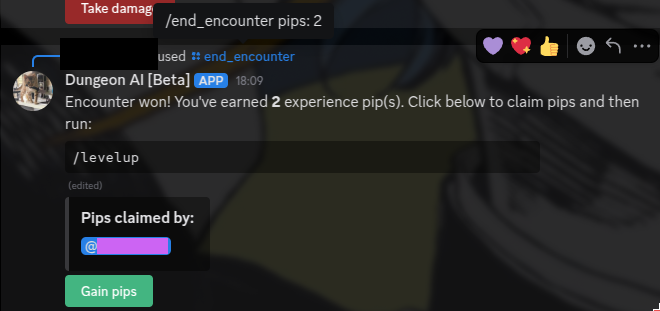 Take damag
/end_encounter pips: 2
used end_encounter
Dungeon AI [Beta] APP 18:09
Encounter won! You've earned 2 experience pip(s). Click below to claim pips and then
run:
/levelup
(edited)
Pips claimed by:
@
Gain pips